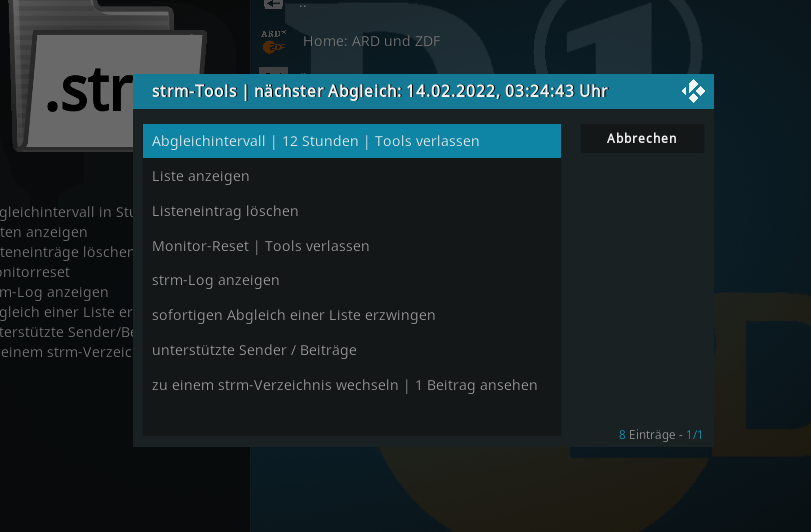 ..
ARD
ZDF
Home: ARD und ZDF
.str
strm-Tools | nächster Abgleich: 14.02.2022, 03:24:43 Uhr
Abgleichintervall | 12 Stunden | Tools verlassen
Abbrechen
Liste anzeigen
Listeneintrag löschen
Monitor-Reset | Tools verlassen
strm-Log anzeigen
sofortigen Abgleich einer Liste erzwingen
unterstützte Sender / Beiträge
zu einem strm-Verzeichnis wechseln | 1 Beitrag ansehen
8 Einträge - 1/1
gleichintervall in Stu
ten anzeigen
teneinträge löschen
onitorreset
m-Log anzeigen
gleich einer Liste er
terstützte Sender/Be
einem strm-Verzeic